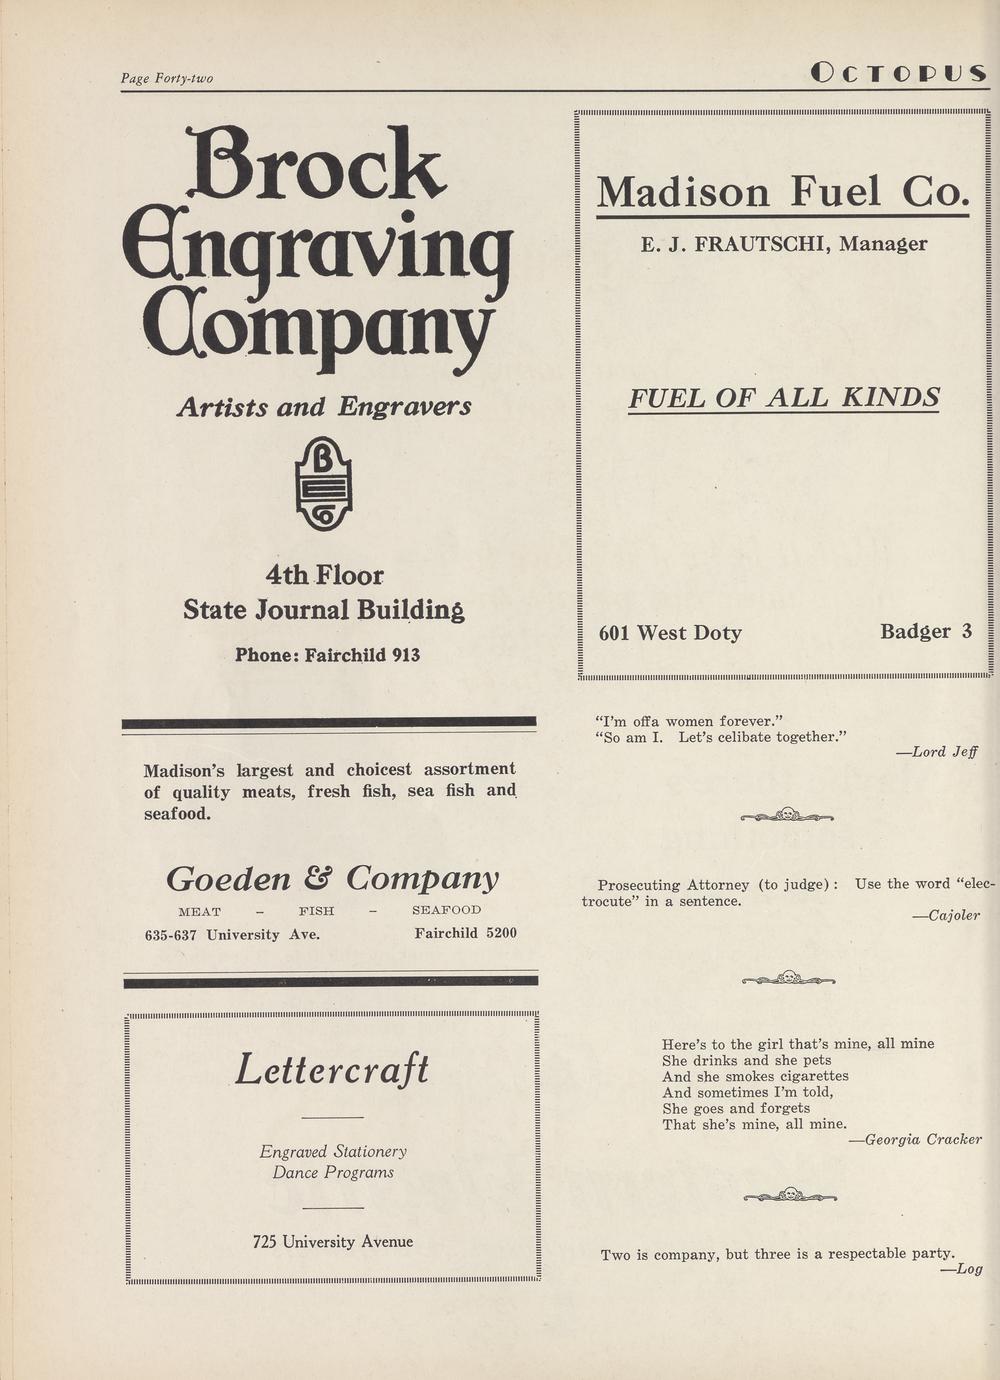 Page Forty-two
OCTOPUS
Brock
Engraving
Company
Artists and Engravers
B
E
Co
4th Floor
State Journal Building
Phone: Fairchild 913
Madison's largest and choicest assortment
of quality meats, fresh fish, sea fish and
seafood.
Goeden & Company
MEAT – FISH – SEAFOOD
635-637 University Ave. Fairchild 5200
Lettercraft
Engraved Stationery
Dance Programs
725 University Avenue
Madison Fuel Co.
E. J. FRAUTSCHI, Manager
FUEL OF ALL KINDS
601 West Doty Badger 3
“I'm offa women forever.”
“So am I. Let's celibate together.”
—Lord Jeff
Prosecuting Attorney (to judge) : Use the word “elec-
trocute” in a sentence.
—Cajoler
Here's to the girl that's mine, all mine
She drinks and she pets
And she smokes cigarettes
And sometimes I'm told,
She goes and forgets
That she's mine, all mine.
—Georgia Cracker
Two is company, but three is a respectable party.
—Log